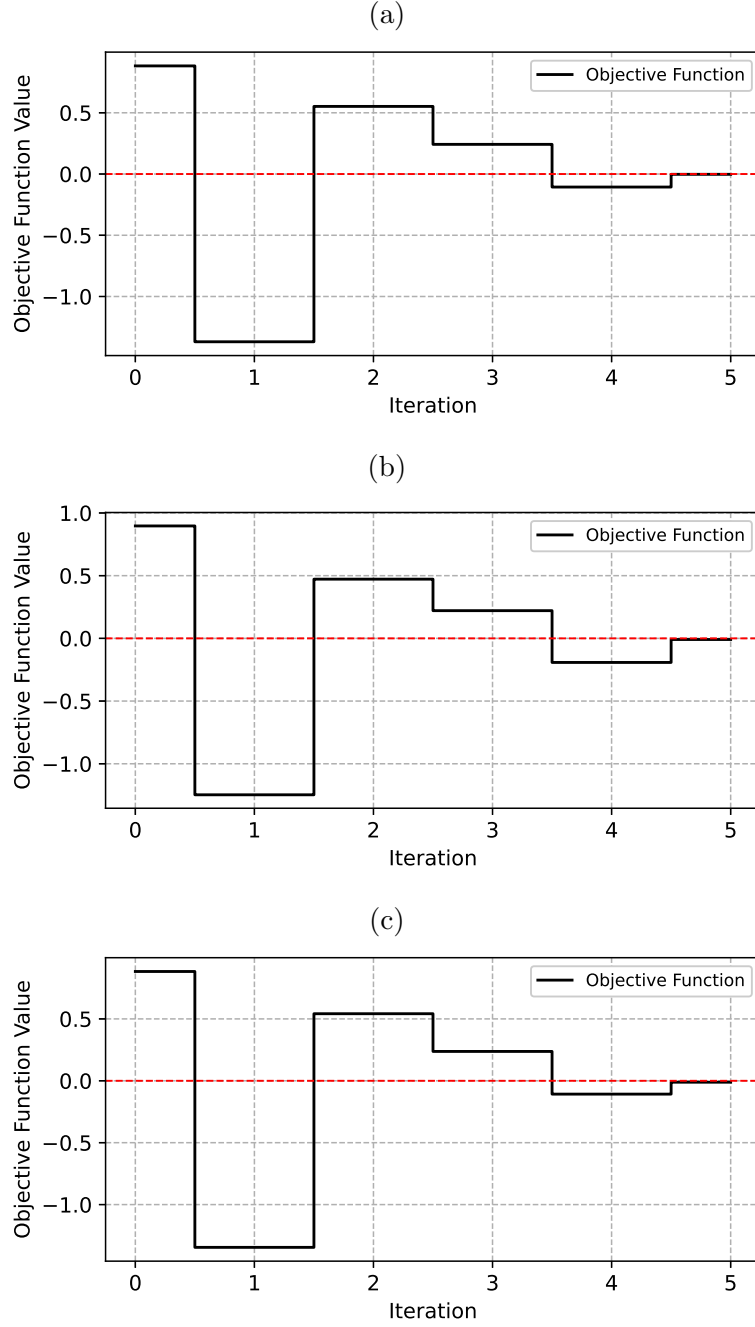 (a)
Objective Function Value
0.5
0.0
−0.5
−1.0
Objective Function
0 1 2 3 4 5
Iteration
(b)
Objective Function Value
1.0
0.5
0.0
−0.5
−1.0
Objective Function
0 1 2 3 4 5
Iteration
(c)
Objective Function Value
0.5
0.0
−0.5
−1.0
Objective Function
0 1 2 3 4 5
Iteration